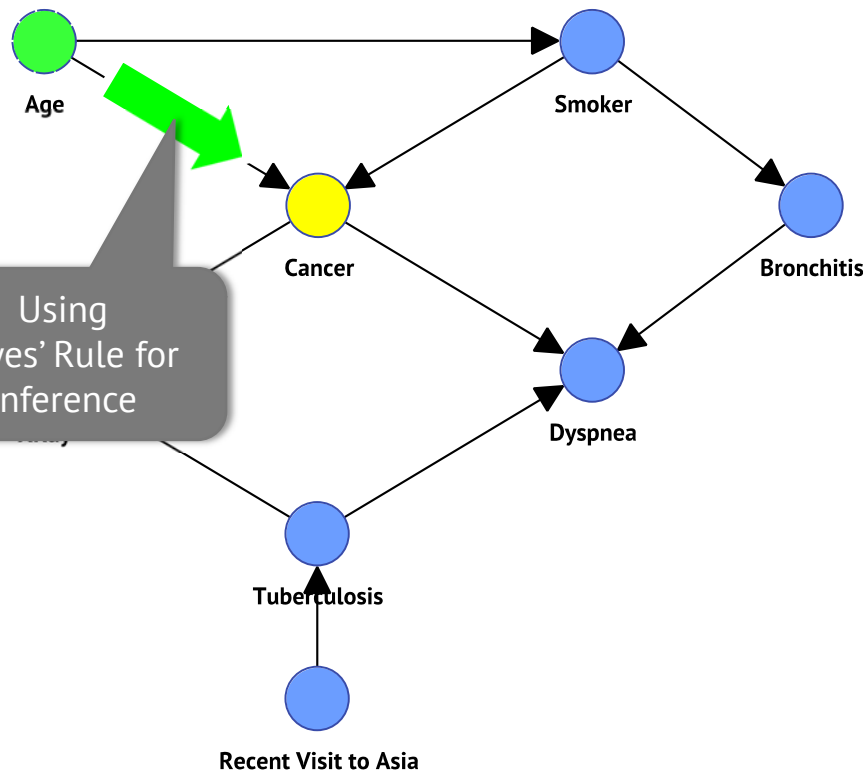 Age
Smoker
Cancer
Bronchitis
Using
yes’ Rule for
nference
Dyspnea
Tuberculosis
Recent Visit to Asia